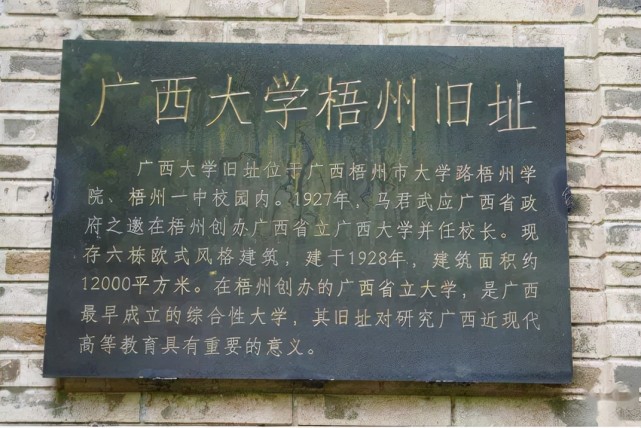 广西大学梧州旧址
广西大学旧址位于广西梧州市大学路梧州学
院、梧州一中校园内。1927年，马君武应广西省政
府之邀在梧州创办广西省立广西大学并任校长。现
存六栋欧式风格建筑，建于1928年，建筑面积约
12000平方米。在梧州创办的广西省立大学，是广西
最早成立的综合性大学，其旧址对研究广西近现代
高等教育具有重要的意义。